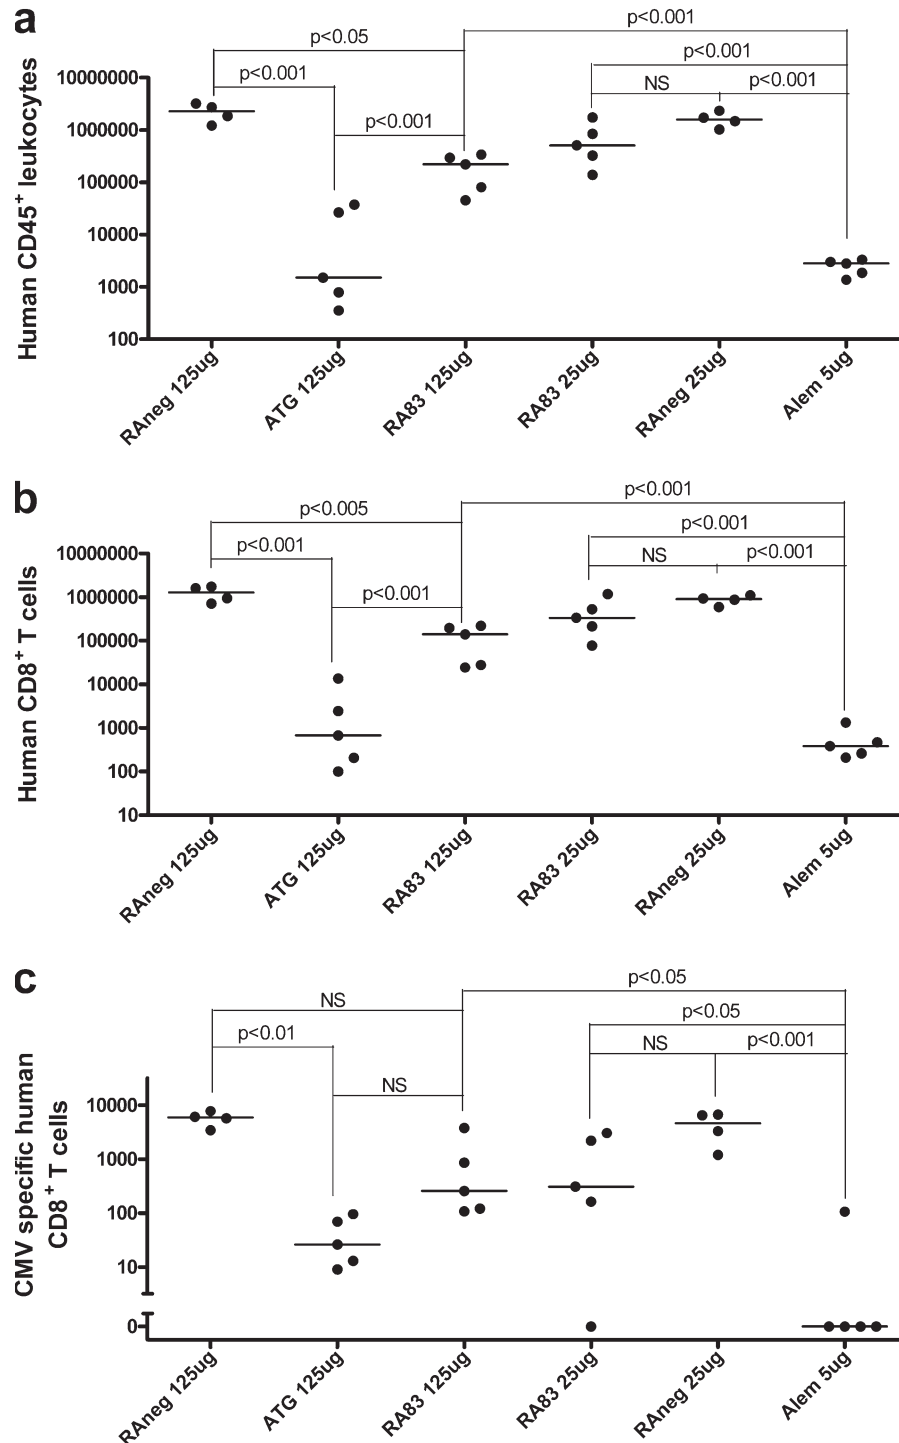 a
p<0.001
p<0.05
p<0.001
p<0.001
NS
p<0.001
p<0.001
Human CD45+ leukocytes
10000000
1000000
100000
10000
1000
100
RAneg 125ug
ATG 125ug
RA83 125ug
RA83 25ug
RAneg 25ug
Alem 5ug
b
p<0.001
p<0.005
p<0.001
p<0.001
NS
p<0.001
p<0.001
Human CD8+ T cells
10000000
1000000
100000
10000
1000
100
10
RAneg 125ug
ATG 125ug
RA83 125ug
RA83 25ug
RAneg 25ug
Alem 5ug
c
p<0.05
NS
p<0.05
p<0.01
NS
p<0.001
NS
CMV specific human
CD8+ T cells
10000
1000
100
10
0
RAneg 125ug
ATG 125ug
RA83 125ug
RA83 25ug
RAneg 25ug
Alem 5ug